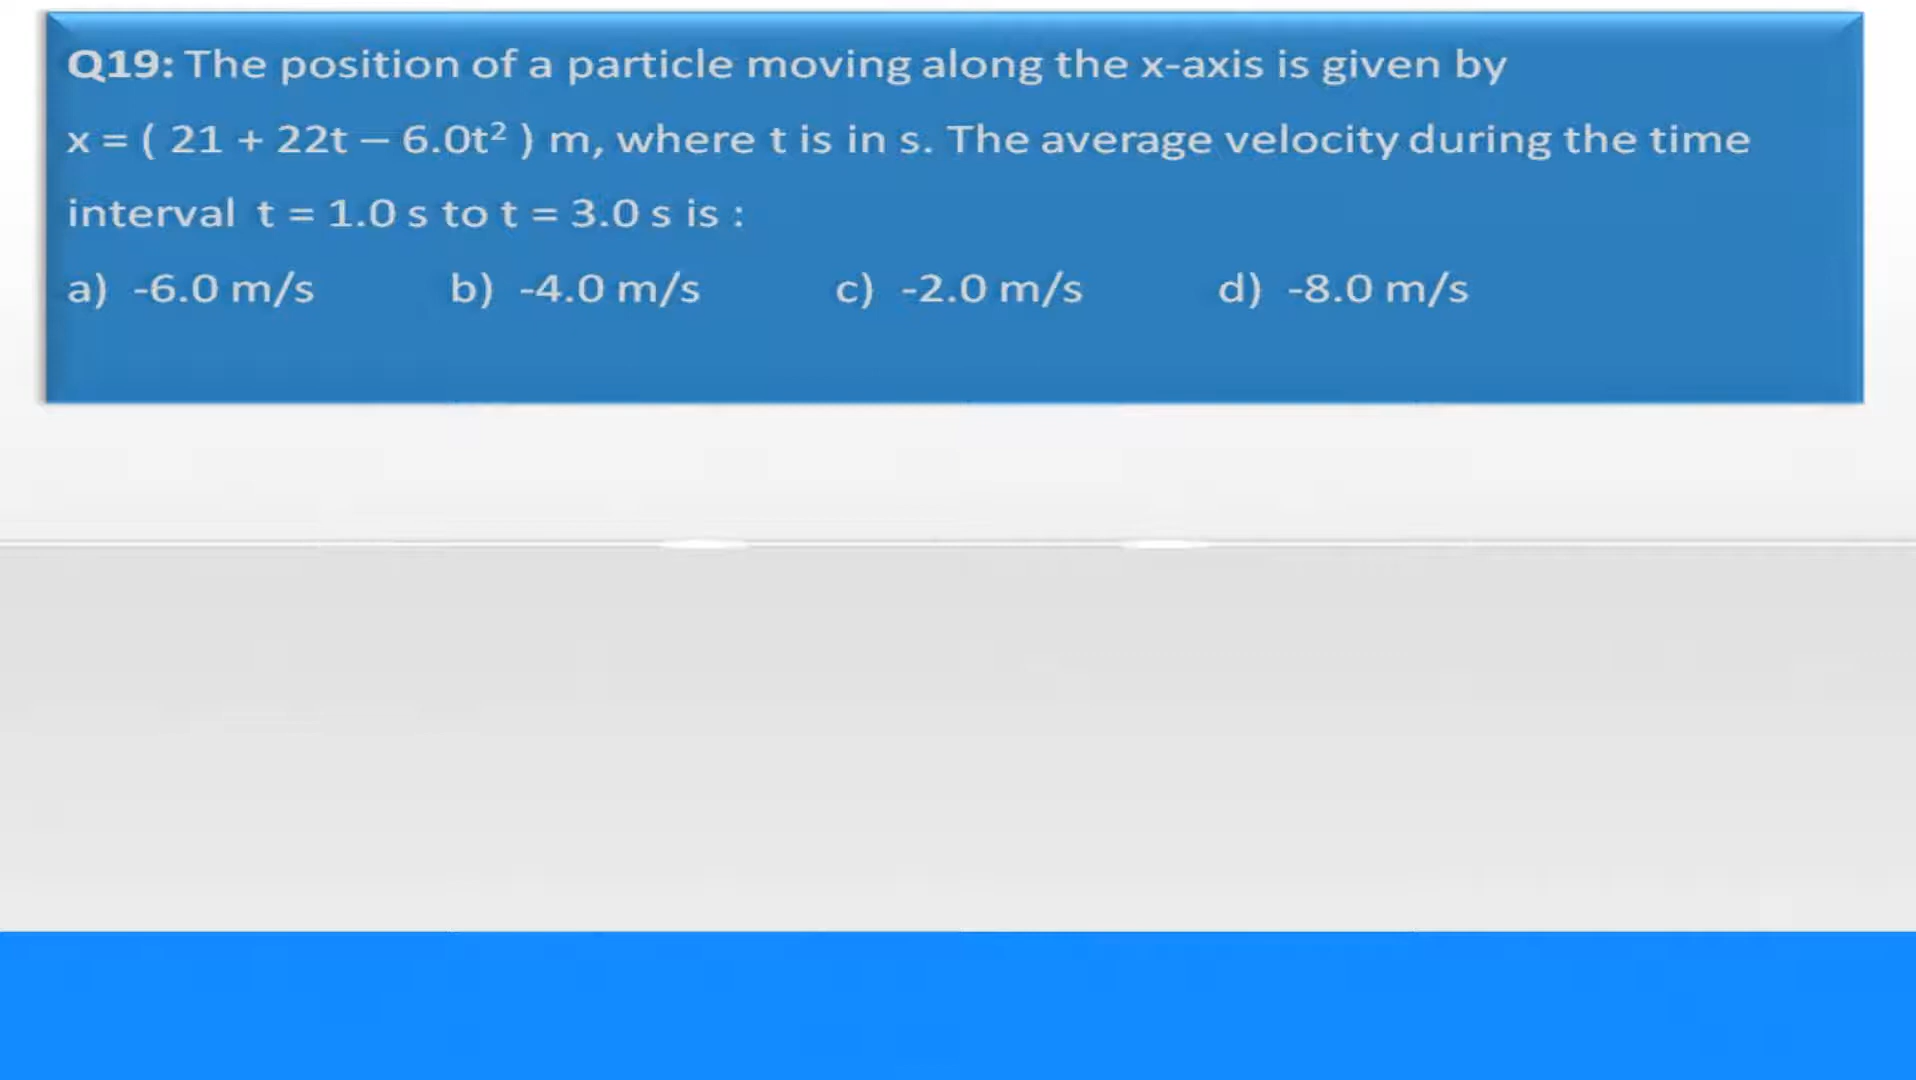 Q19: The position of a particle moving along the x-axis is given by
x = ( 21 + 22t – 6.0t² ) m, where t is in s. The average velocity during the time
interval t = 1.0 s to t = 3.0 s is :
a) -6.0 m/s b) -4.0 m/s c) -2.0 m/s d) -8.0 m/s